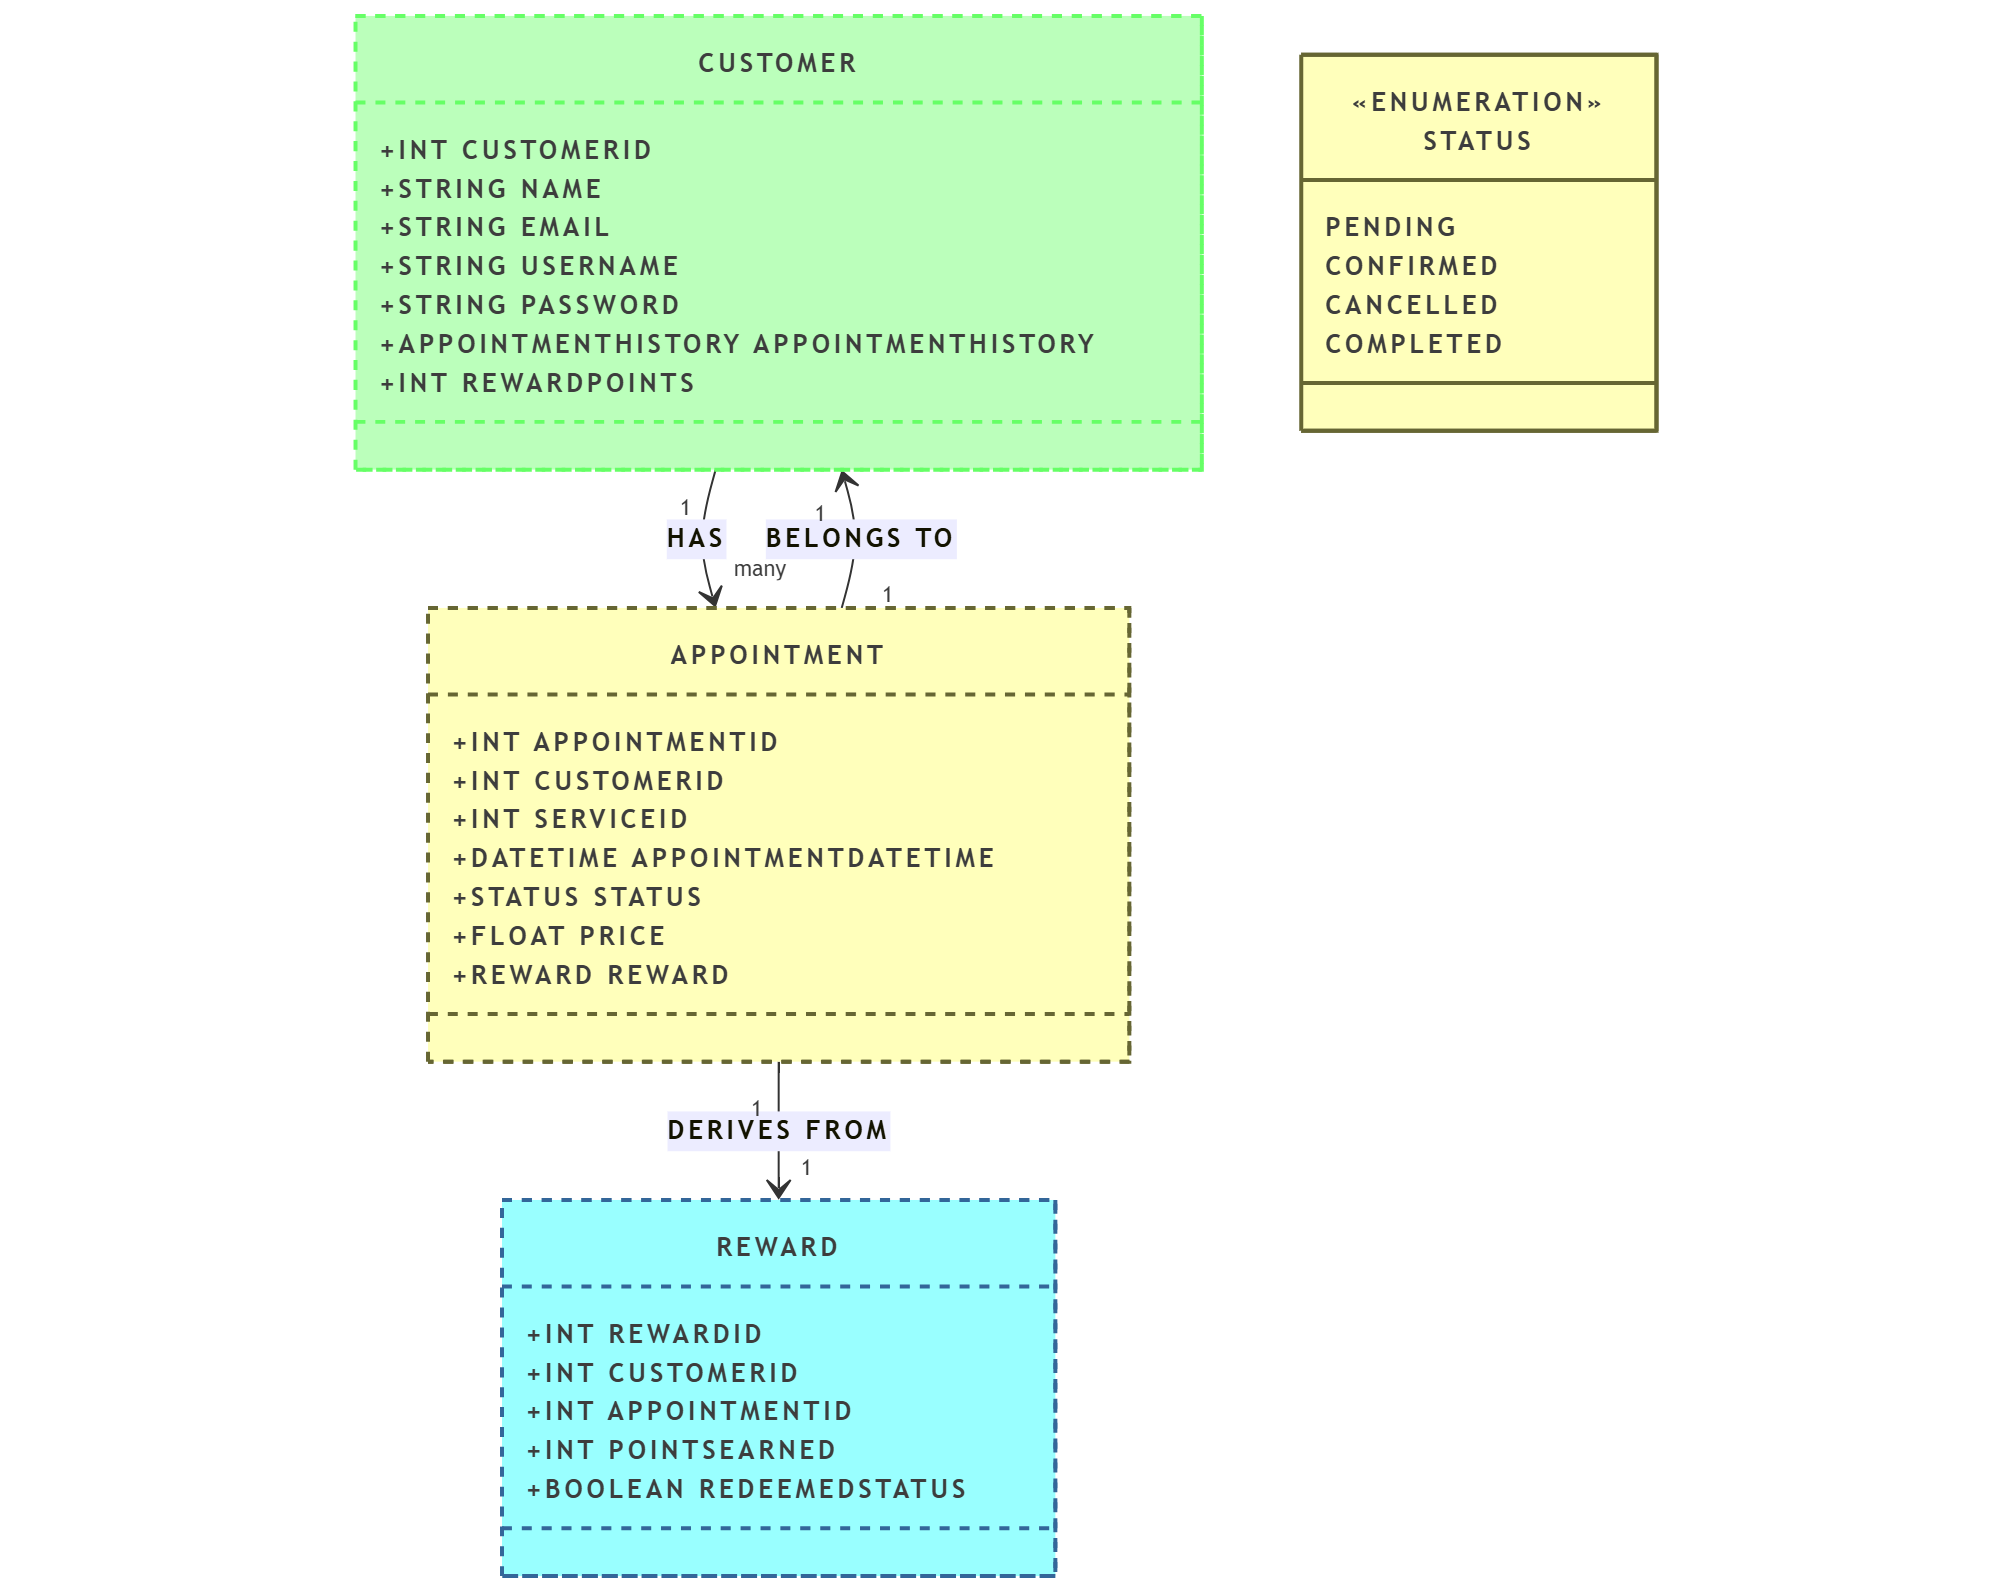 CUSTOMER
+INT CUSTOMERID
+STRING NAME
+STRING EMAIL
+STRING USERNAME
+STRING PASSWORD
+APPOINTMENTHISTORY APPOINTMENTHISTORY
+INT REWARDPOINTS
«ENUMERATION»
STATUS
PENDING
CONFIRMED
CANCELLED
COMPLETED
1
HAS
many
1
BELONGS TO
1
APPOINTMENT
+INT APPOINTMENTID
+INT CUSTOMERID
+INT SERVICEID
+DATETIME APPOINTMENTDATETIME
+STATUS STATUS
+FLOAT PRICE
+REWARD REWARD
1
DERIVES FROM
1
REWARD
+INT REWARDID
+INT CUSTOMERID
+INT APPOINTMENTID
+INT POINTSEARNED
+BOOLEAN REDEEMEDSTATUS